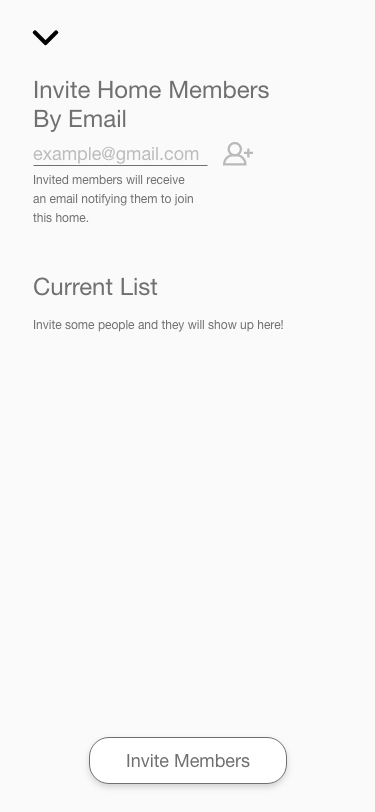 Invite Home Members
By Email
example@gmail.com
Invited members will receive
an email notifying them to join
this home.
Current List
Invite some people and they will show up here!
Invite Members